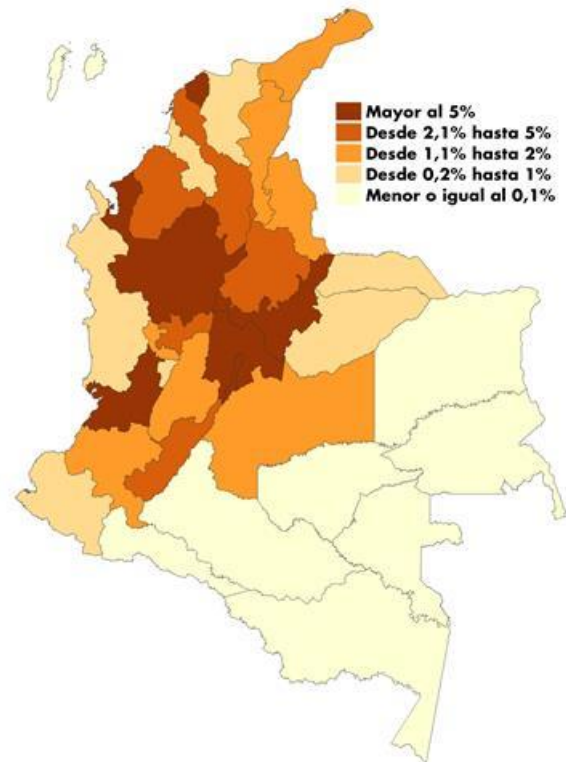 Mayor al 5%
Desde 2,1% hasta 5%
Desde 1,1% hasta 2%
Desde 0,2% hasta 1%
Menor o igual al 0,1%